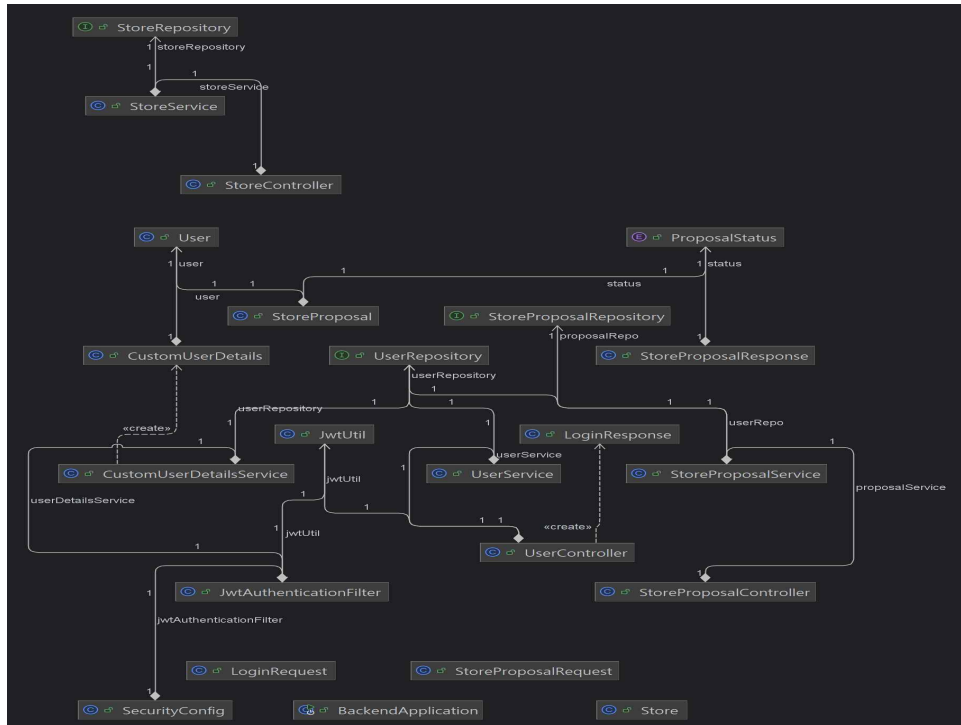 StoreRepository
1 storeRepository
1
1
storeService
StoreService
1
StoreController
User
ProposalStatus
1 user
1 status
1
1
1 1
user
status
StoreProposal
StoreProposalRepository
1
1
1 proposalRepo
CustomUserDetails
UserRepository
StoreProposalResponse
userRepository
1
1 1
1 1
userRepository
1
1
userRepo
«create»
JwtUtil
LoginResponse
1
1
1
userService
CustomUserDetailsService
UserService
StoreProposalService
jwtUtil
userDetailsService
proposalService
1
1
1 1
«create»
1
jwtUtil
1
UserController
1
JwtAuthenticationFilter
StoreProposalController
1
jwtAuthenticationFilter
LoginRequest
StoreProposalRequest
1
SecurityConfig
BackendApplication
Store